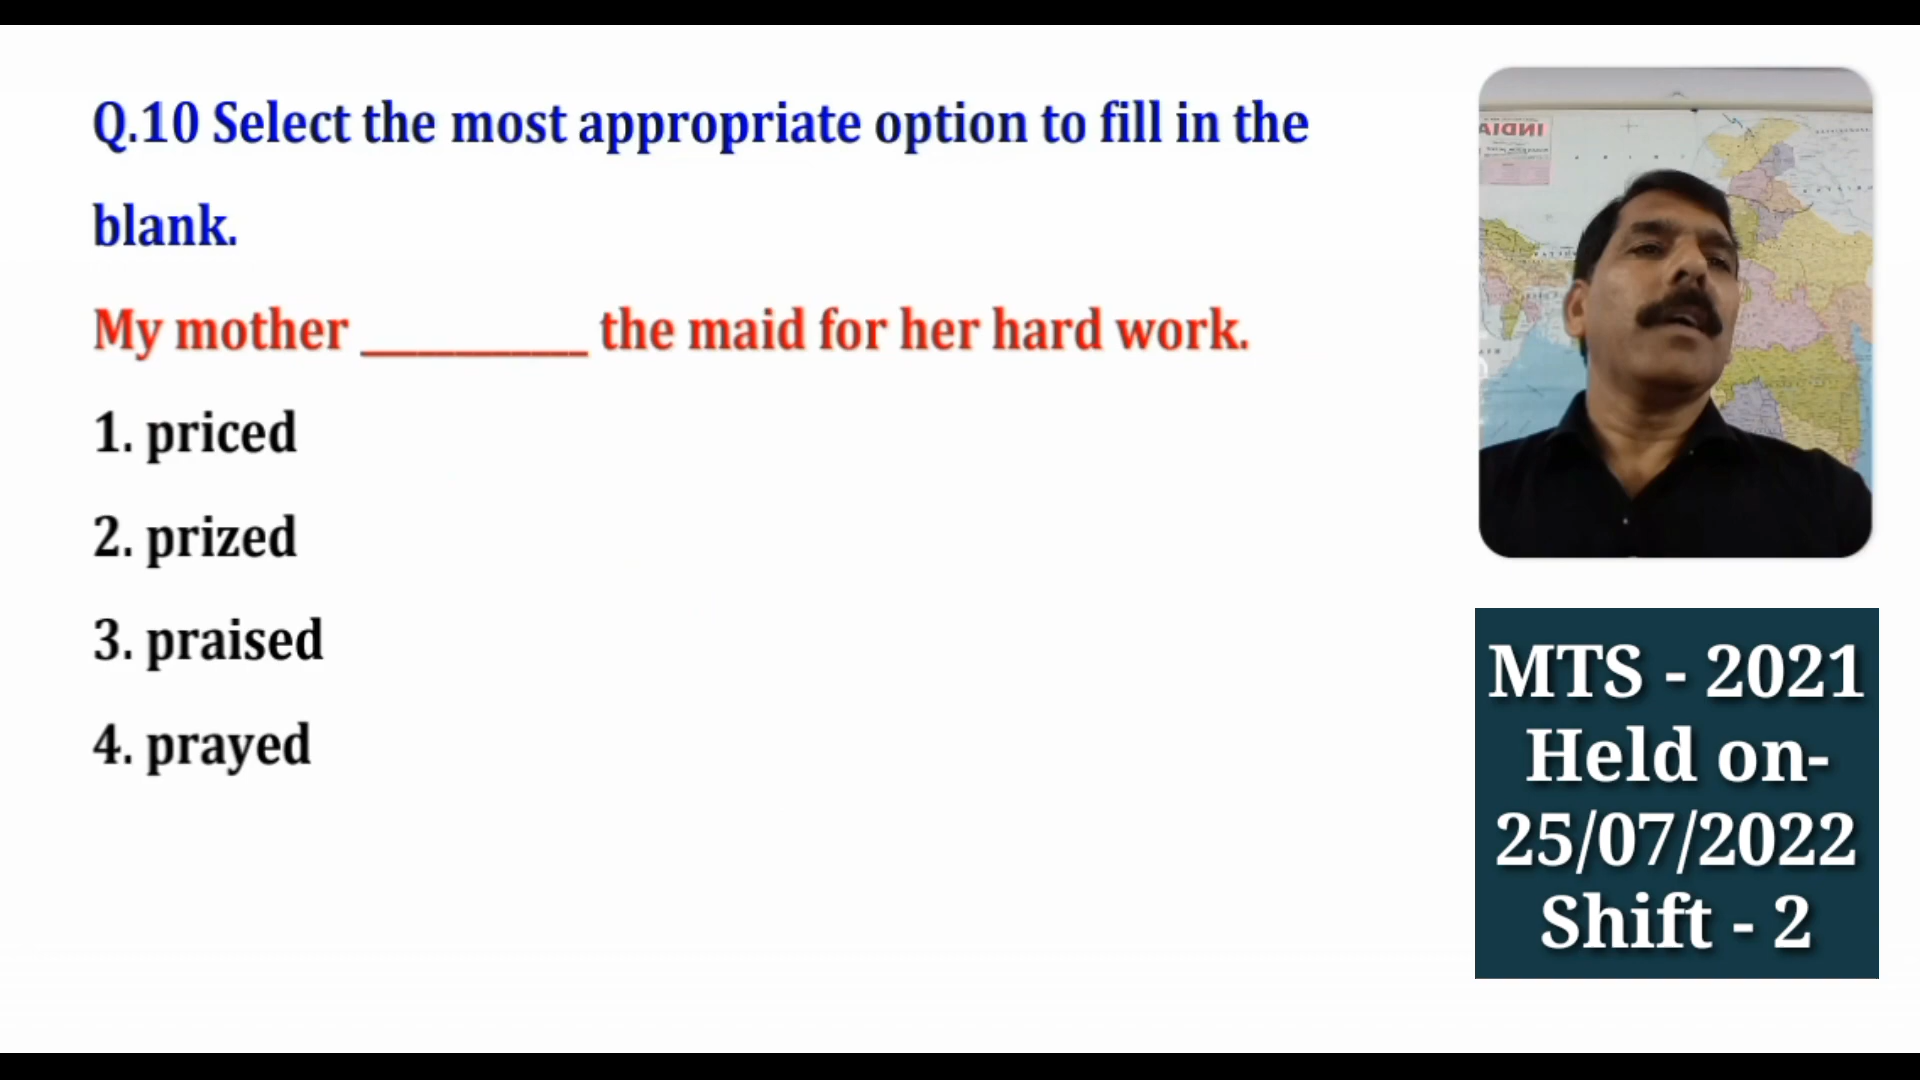 Q.10 Select the most appropriate option to fill in the
blank.
My mother ____________ the maid for her hard work.
1. priced
2. prized
3. praised
4. prayed
INDIA
MTS - 2021
Held on-
25/07/2022
Shift - 2